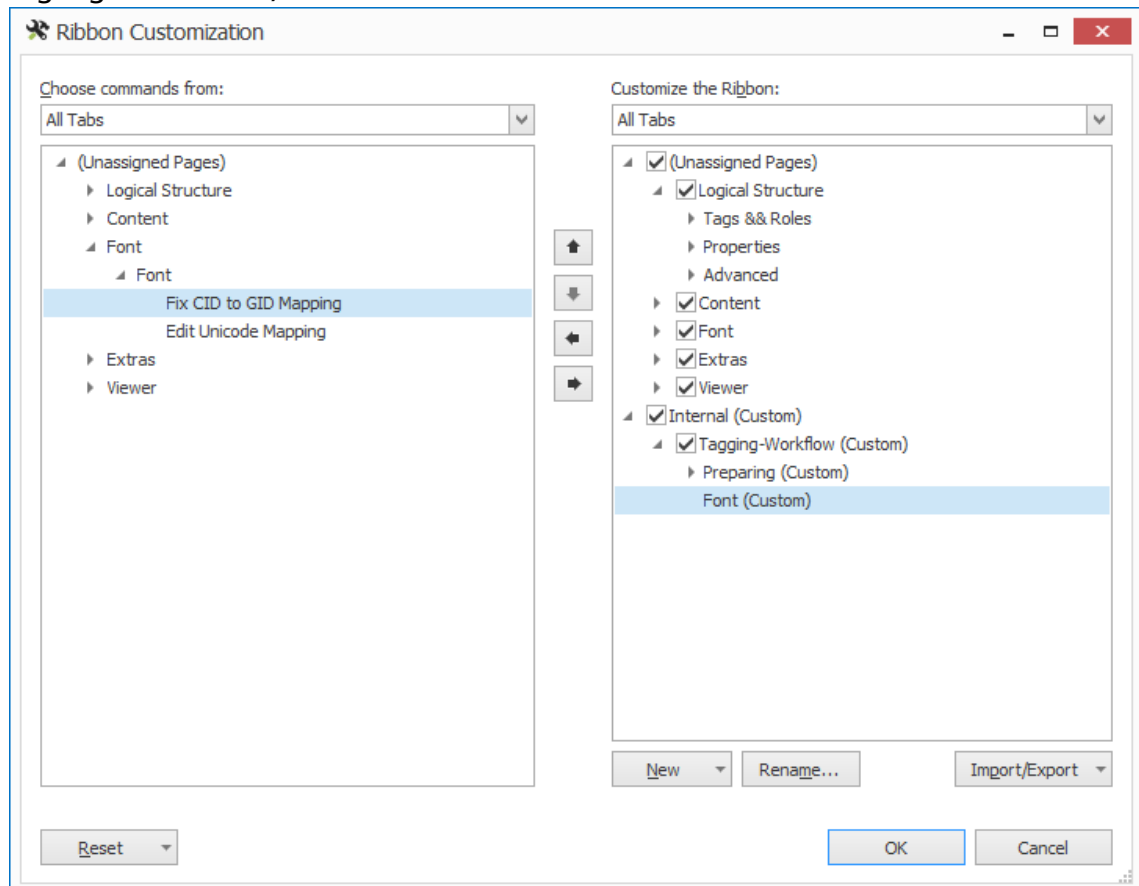 Ribbon Customization
Choose commands from:
All Tabs
(Unassigned Pages)
Logical Structure
Content
Font
Font
Fix CID to GID Mapping
Edit Unicode Mapping
Extras
Viewer
Customize the Ribbon:
All Tabs
(Unassigned Pages)
Logical Structure
Tags && Roles
Properties
Advanced
Content
Font
Extras
Viewer
Internal (Custom)
Tagging-Workflow (Custom)
Preparing (Custom)
Font (Custom)
New
Rename...
Import/Export
Reset
OK
Cancel